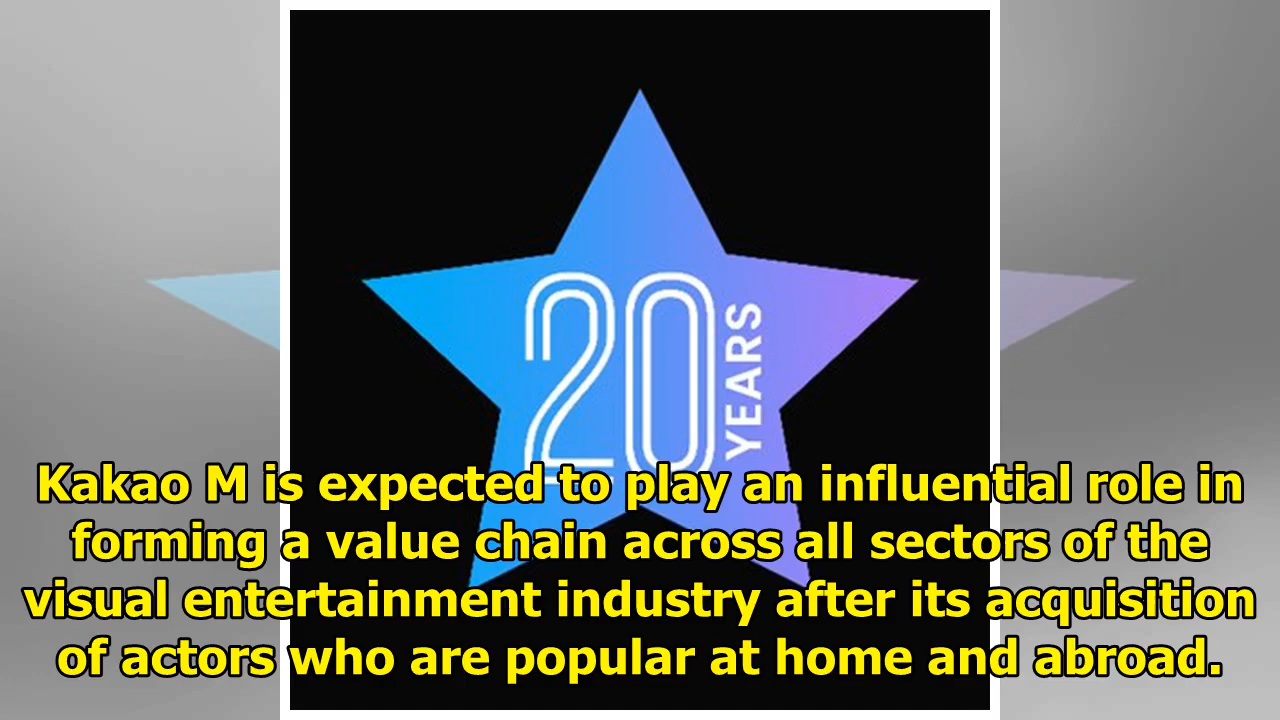 20
YEARS
Kakao M is expected to play an influential role in
forming a value chain across all sectors of the
visual entertainment industry after its acquisition
of actors who are popular at home and abroad.